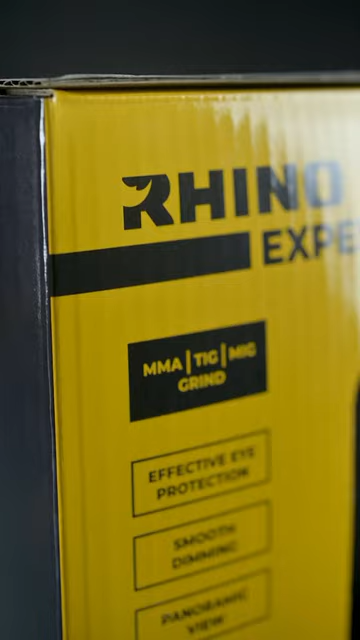 RHINO
EXPE
MMA | TIG | MIG
GRIND
EFFECTIVE EYE
PROTECTION
SMOOTH
DIMMING
PANORAMIC
VIEW